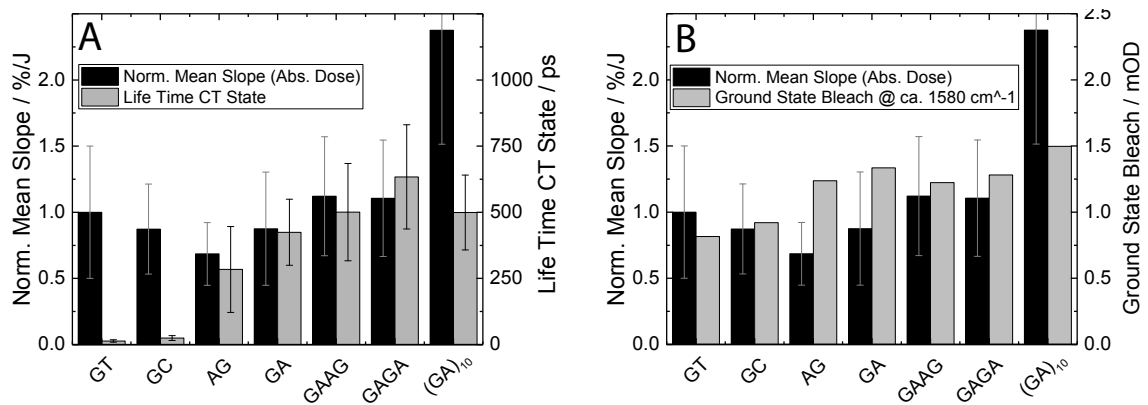 A
Norm. Mean Slope (Abs. Dose)
Life Time CT State
Norm. Mean Slope / %/J
2.0
1.5
1.0
0.5
0.0
Life Time CT State / ps
1000
750
500
250
0
GT
GC
AG
GA
GAAG
GAGA
(GA)₁₀
B
Norm. Mean Slope (Abs. Dose)
Ground State Bleach @ ca. 1580 cm^-1
Norm. Mean Slope / %/J
2.0
1.5
1.0
0.5
0.0
Ground State Bleach / mOD
2.5
2.0
1.5
1.0
0.5
0.0
GT
GC
AG
GA
GAAG
GAGA
(GA)₁₀